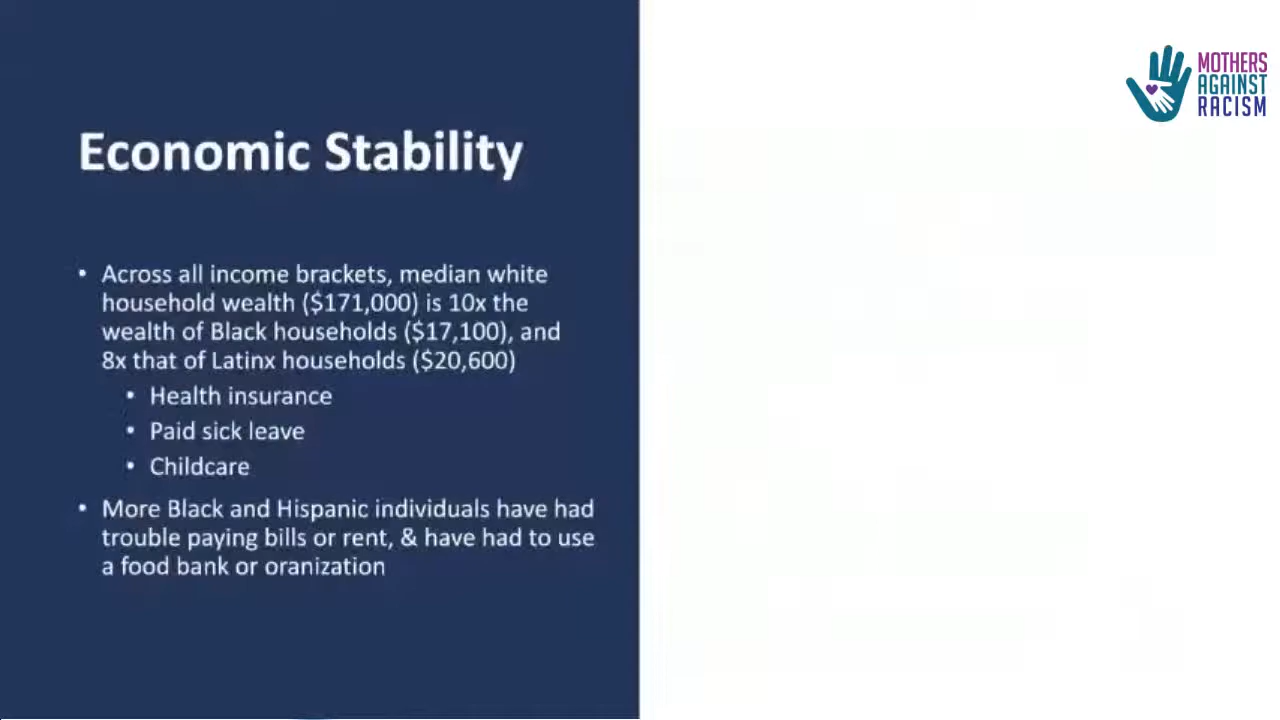 MOTHERS
AGAINST
RACISM
Economic Stability
• Across all income brackets, median white
household wealth ($171,000) is 10x the
wealth of Black households ($17,100), and
8x that of Latinx households ($20,600)
• Health insurance
• Paid sick leave
• Childcare
• More Black and Hispanic individuals have had
trouble paying bills or rent, & have had to use
a food bank or oranization